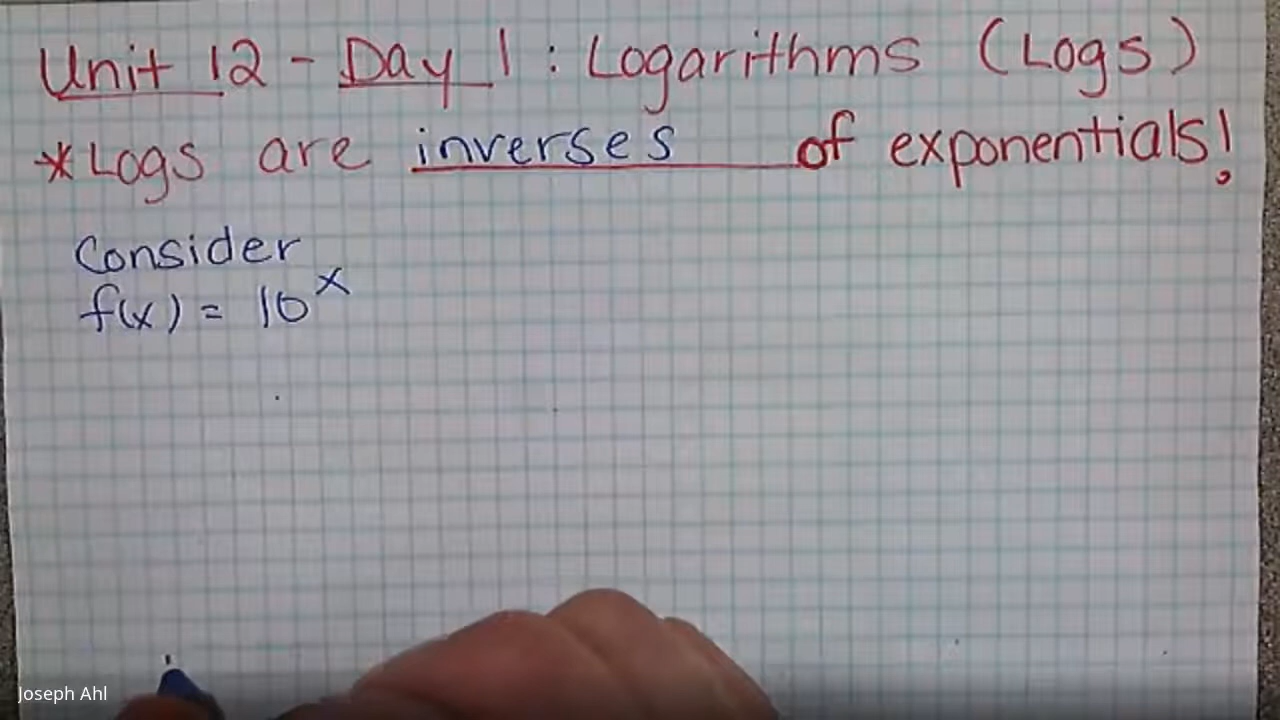 Unit 12 - Day 1 : Logarithms (Logs)
*Logs are inverses of exponentials!
Consider
f(x) = 10^x
Joseph Ahl